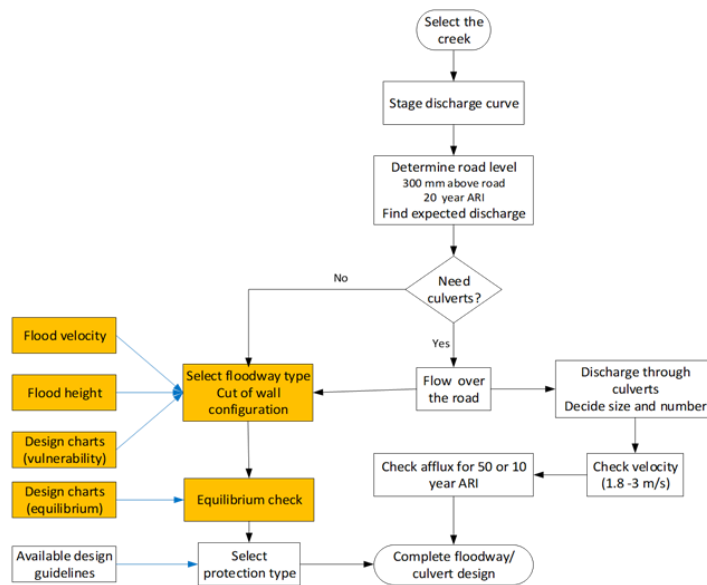 Select the
creek
Stage discharge curve
Determine road level
300 mm above road
20 year ARI
Find expected discharge
No
Need
culverts?
Yes
Flood velocity
Flood height
Design charts
(vulnerability)
Select floodway type
Cut of wall
configuration
Flow over
the road
Discharge through
culverts
Decide size and number
Design charts
(equilibrium)
Equilibrium check
Check afflux for 50 or 10
year ARI
Check velocity
(1.8 -3 m/s)
Available design
guidelines
Select
protection type
Complete floodway/
culvert design